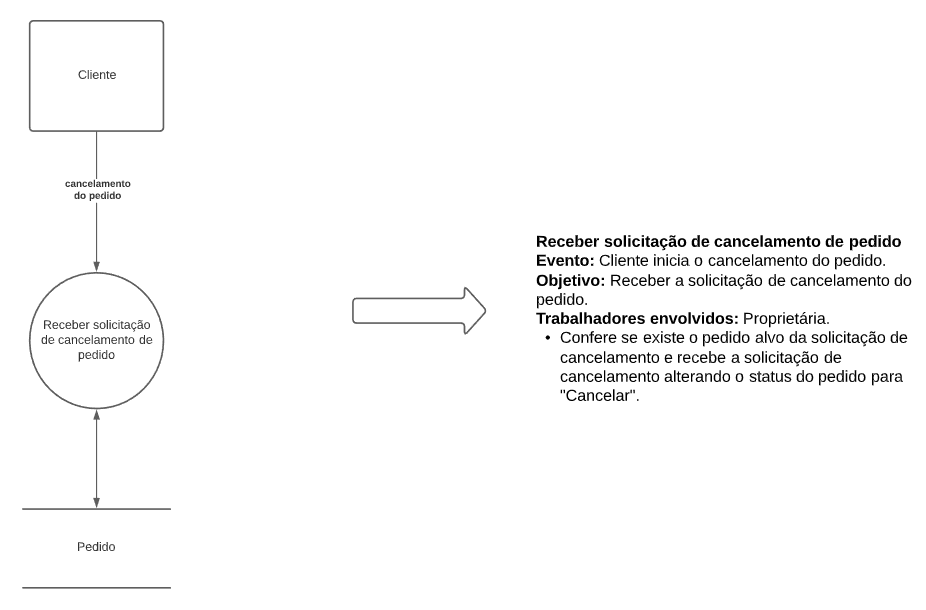 Cliente
cancelamento
do pedido
Receber solicitação
de cancelamento de
pedido
Pedido
Receber solicitação de cancelamento de pedido
Evento: Cliente inicia o cancelamento do pedido.
Objetivo: Receber a solicitação de cancelamento do
pedido.
Trabalhadores envolvidos: Proprietária.
• Confere se existe o pedido alvo da solicitação de
cancelamento e recebe a solicitação de
cancelamento alterando o status do pedido para
"Cancelar".